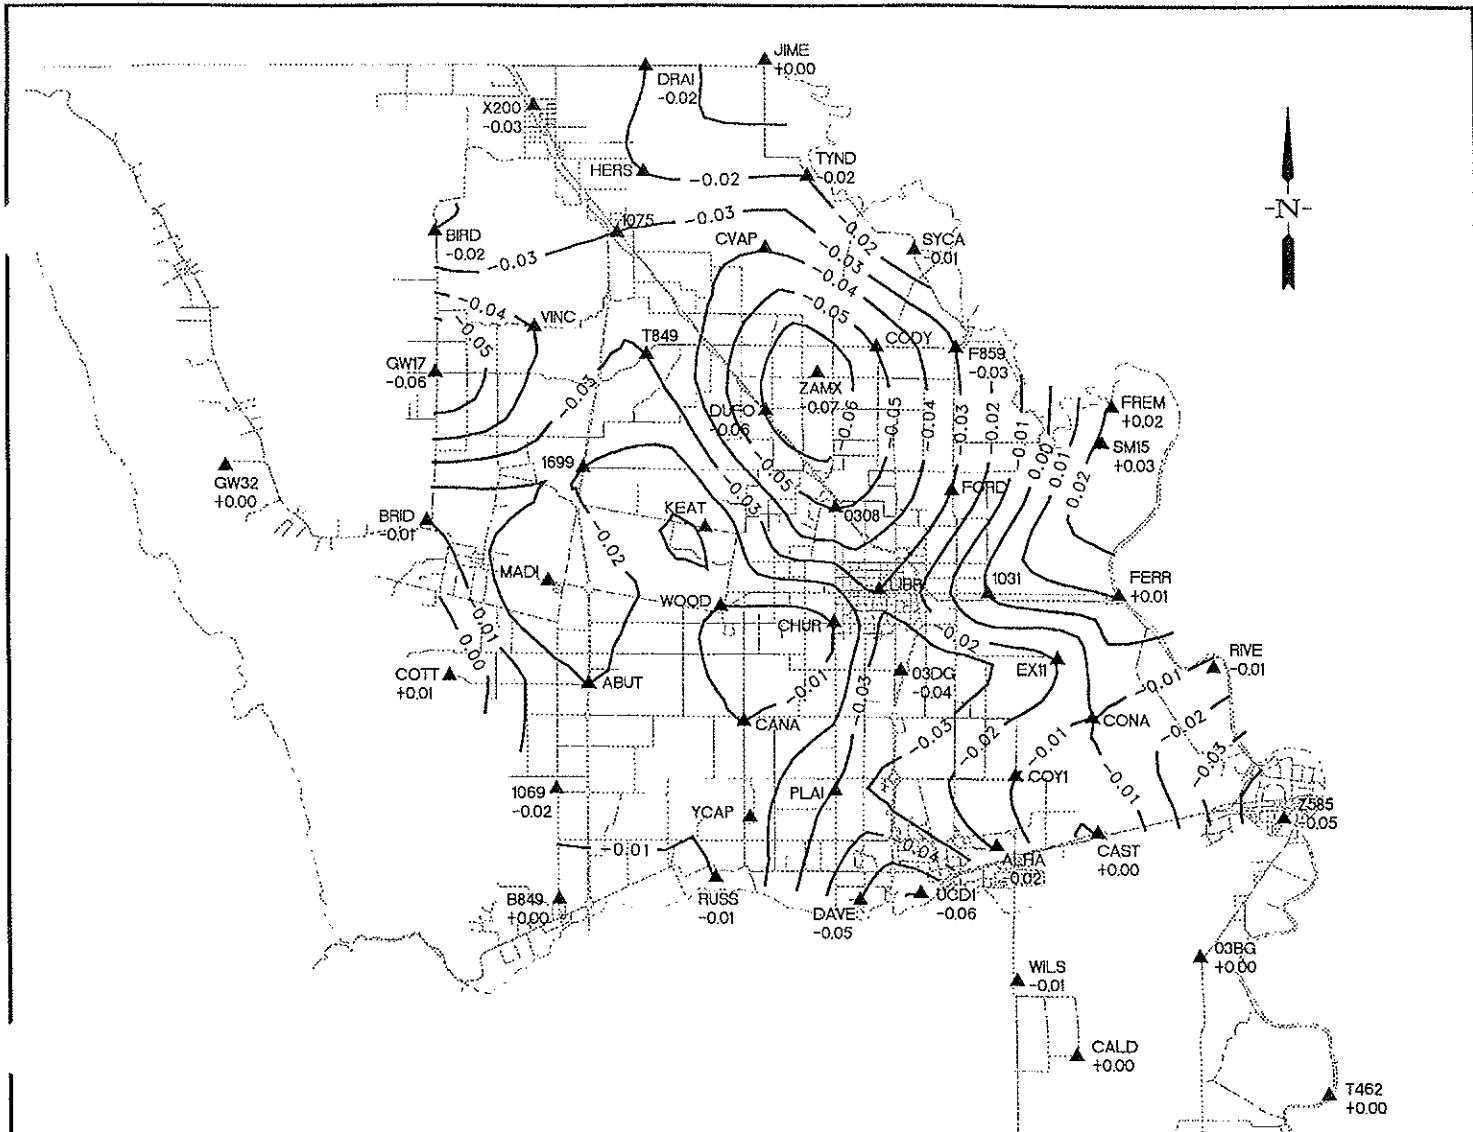 JIME
+0.00
DRAI
-0.02
X200
-0.03
HERS
-0.02
TYND
-0.02
-N-
BIRD
-0.02
1075
-0.03
CVAP
-0.02
SYCA
-0.01
-0.03
-0.03
-0.04
-0.04
VINC
-0.05
-0.05
T849
CODY
F859
-0.03
GW17
-0.06
-0.03
ZAMX
-0.07
DUFO
-0.06
-0.06
-0.05
-0.04
-0.03
-0.02
-0.01
0.00
0.01
0.02
FREM
+0.02
SM15
+0.03
GW32
+0.00
1699
-0.05
-0.03
FORD
BRID
-0.01
KEAT
0308
-0.02
MADI
WOOD
LIBR
1031
FERR
+0.01
CHUR
-0.01
0.00
-0.02
COTT
+0.01
ABUT
-0.01
-0.03
03DG
-0.04
EX11
RIVE
-0.01
-0.01
CANA
-0.03
-0.02
-0.01
CONA
-0.02
-0.03
1069
-0.02
PLAI
COY1
-0.01
YCAP
Z585
-0.05
-0.01
-0.04
ALHA
-0.02
CAST
+0.00
B849
+0.00
RUSS
-0.01
DAVE
-0.05
UCD1
-0.06
03BG
+0.00
WILS
-0.01
CALD
+0.00
T462
+0.00